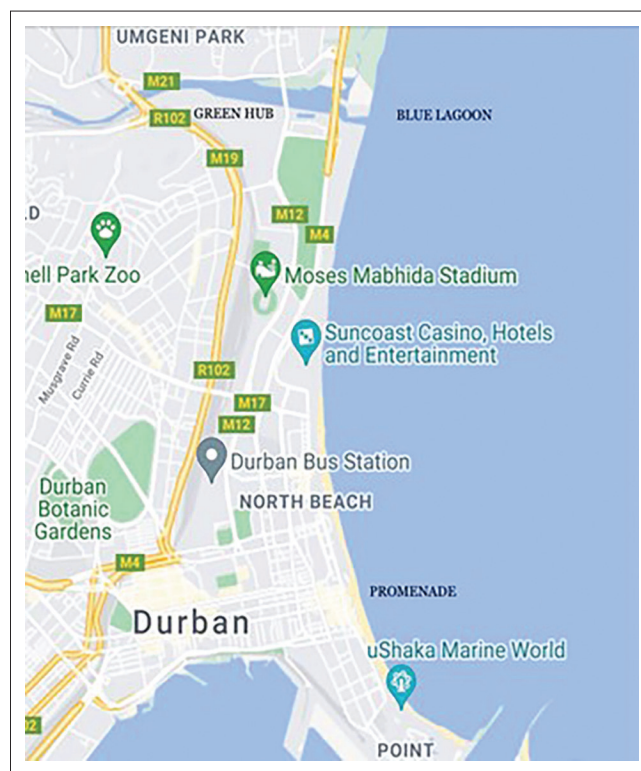 UMGENI PARK
M21
R102
GREEN HUB
BLUE LAGOON
M19
M12
M4
nell Park Zoo
Moses Mabhida Stadium
M17
Suncoast Casino, Hotels
and Entertainment
Musgrave Rd
Currie Rd
R102
M17
M12
Durban Bus Station
Durban
Botanic
Gardens
NORTH BEACH
M4
PROMENADE
Durban
uShaka Marine World
POINT